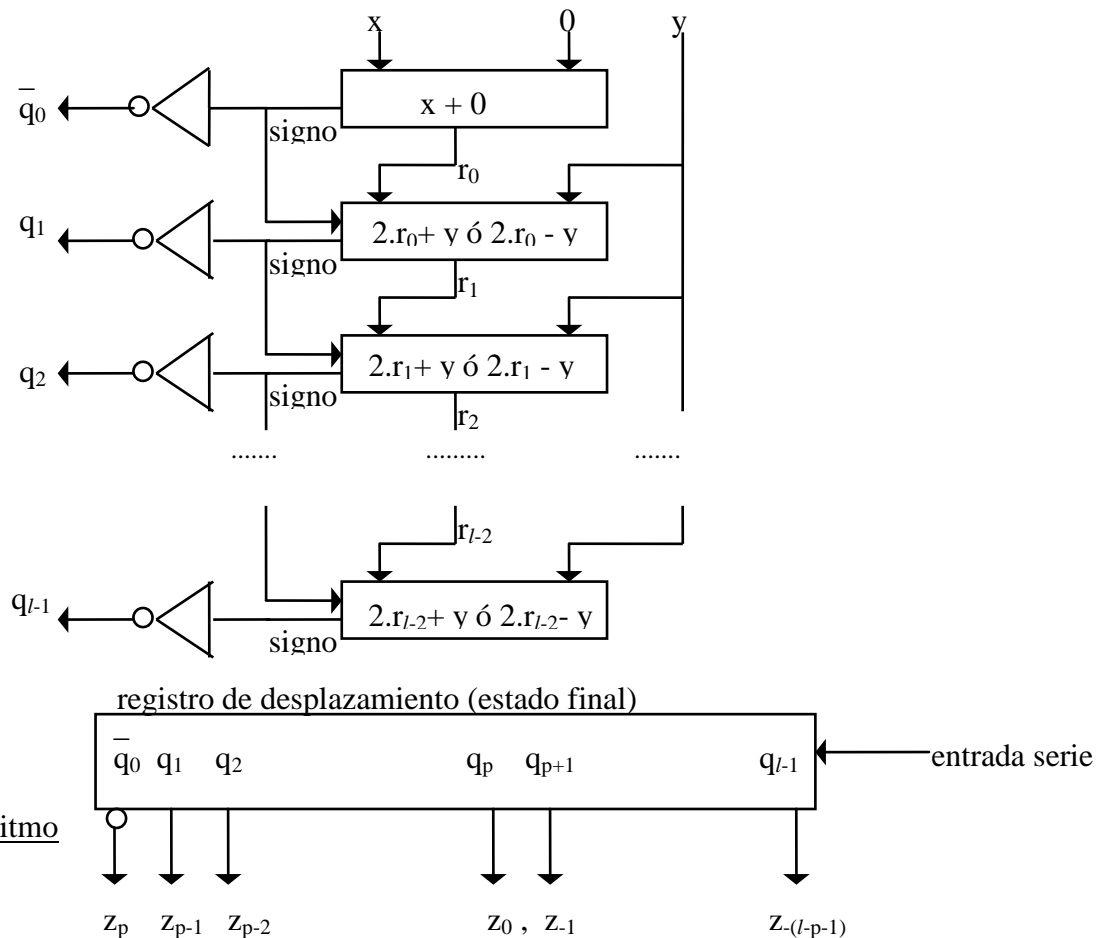 x 0 y
q̅₀
x + 0
signo
r₀
q₁
2.r₀+ y ó 2.r₀ - y
signo
r₁
q₂
2.r₁+ y ó 2.r₁ - y
signo
r₂
....... ......... .......
rₗ₋₂
qₗ₋₁
2.rₗ₋₂+ y ó 2.rₗ₋₂- y
signo
registro de desplazamiento (estado final)
q̅₀ q₁ q₂ qₚ qₚ₊₁ qₗ₋₁ entrada serie
itmo
zₚ zₚ₋₁ zₚ₋₂ z₀ , z₋₁ z₋₍ₗ₋ₚ₋₁₎